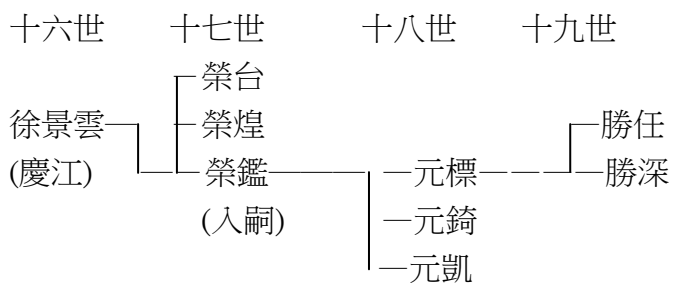 十六世 十七世 十八世 十九世
榮台
徐景雲 榮煌 勝任
(慶江) 榮鑑 元標 勝深
(入嗣) 元錡
元凱